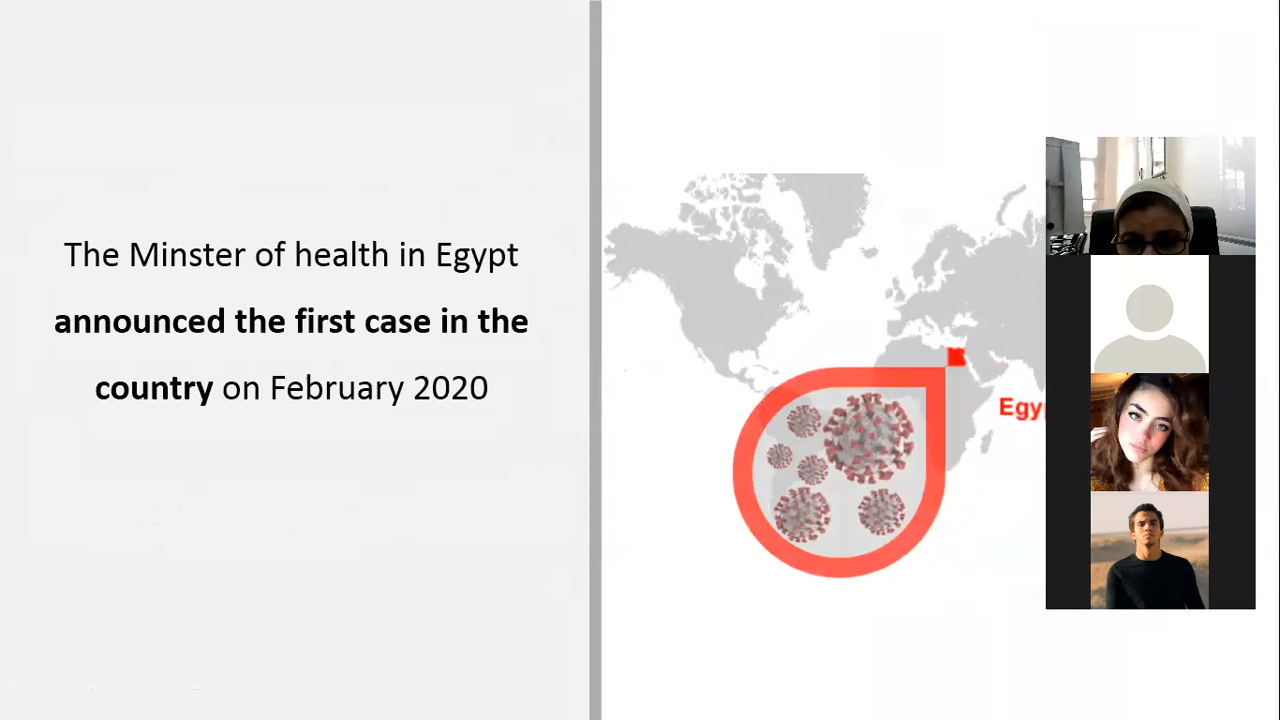 The Minster of health in Egypt
announced the first case in the
country on February 2020